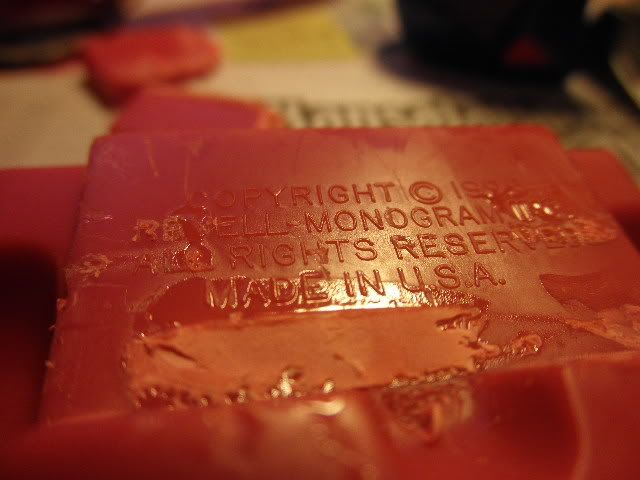 COPYRIGHT ©
REVELL-MONOGRAM
ALL RIGHTS RESERVED
MADE IN U.S.A.